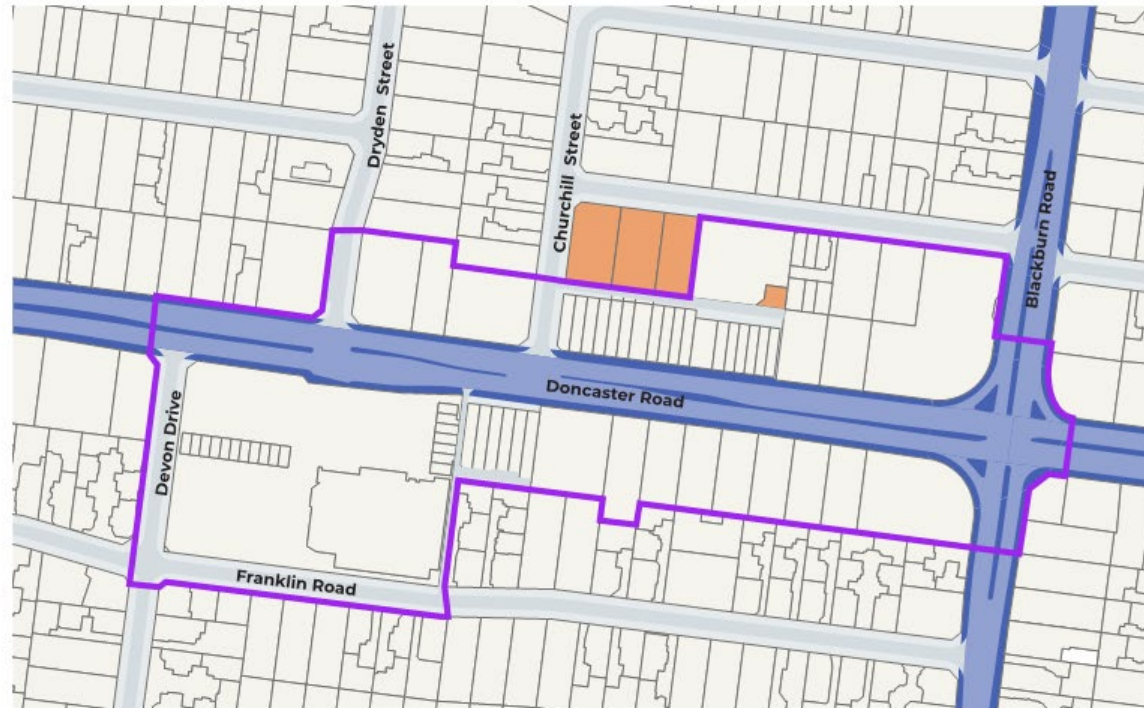 Dryden Street
Churchill Street
Blackburn Road
Doncaster Road
Devon Drive
Franklin Road